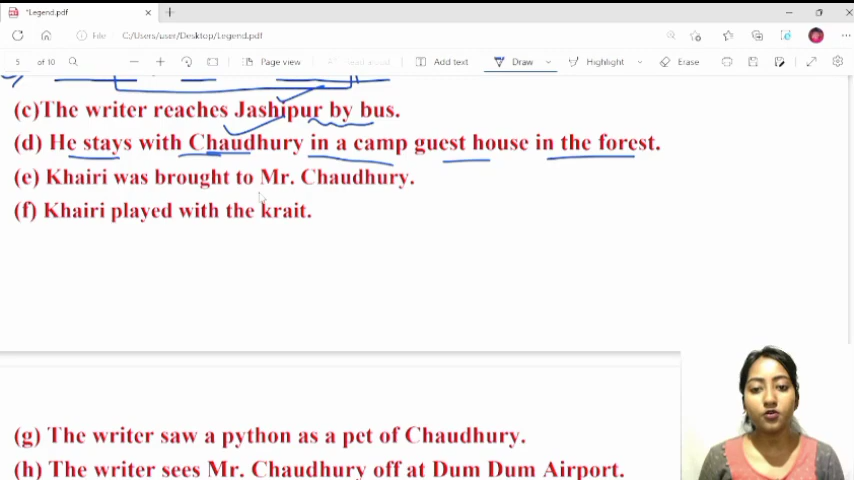 *Legend.pdf
File C:/Users/user/Desktop/Legend.pdf
5 of 10 Page view Read aloud Add text Draw Highlight Erase
(c)The writer reaches Jashipur by bus.
(d) He stays with Chaudhury in a camp guest house in the forest.
(e) Khairi was brought to Mr. Chaudhury.
(f) Khairi played with the krait.
(g) The writer saw a python as a pet of Chaudhury.
(h) The writer sees Mr. Chaudhury off at Dum Dum Airport.